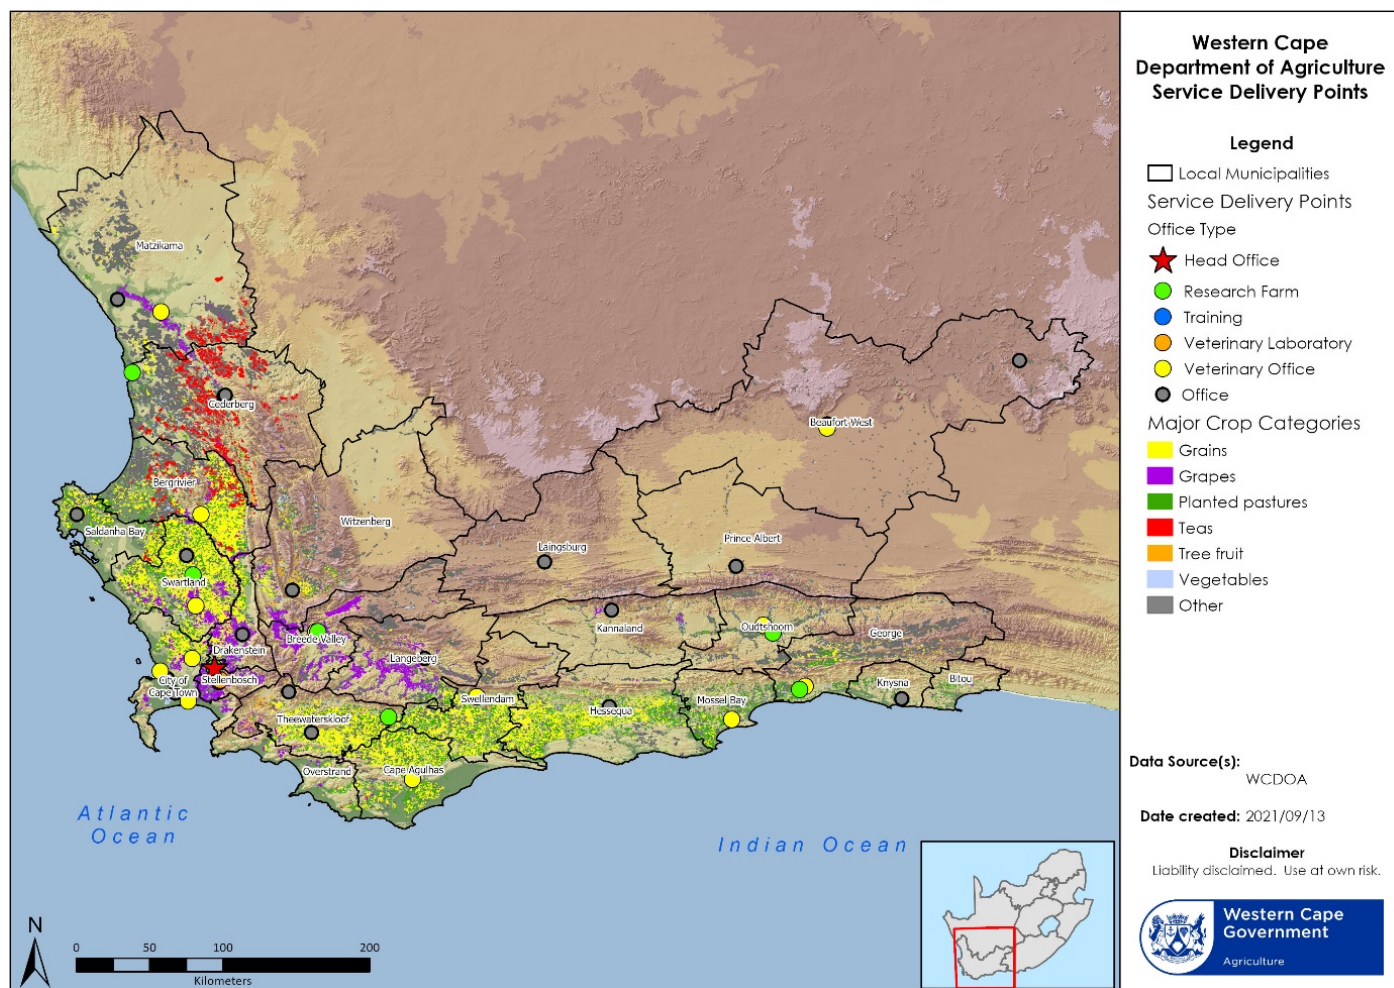 Western Cape
Department of Agriculture
Service Delivery Points
Legend
Local Municipalities
Service Delivery Points
Office Type
Head Office
Research Farm
Training
Veterinary Laboratory
Veterinary Office
Office
Major Crop Categories
Grains
Grapes
Planted pastures
Teas
Tree fruit
Vegetables
Other
Data Source(s):
WCDOA
Date created: 2021/09/13
Disclaimer
Liability disclaimed. Use at own risk.
Western Cape
Government
Agriculture
Matzikama
Cederberg
Bergrivier
Saldanha Bay
Swartland
Witzenberg
Drakenstein
Breede Valley
Stellenbosch
City of
Cape Town
Langeberg
Theewaterskloof
Overstrand
Cape Agulhas
Swellendam
Hessequa
Laingsburg
Prince Albert
Beaufort West
Kannaland
Oudtshoorn
George
Mossel Bay
Knysna
Bitou
Atlantic
Ocean
Indian Ocean
N
0 50 100 200
Kilometers